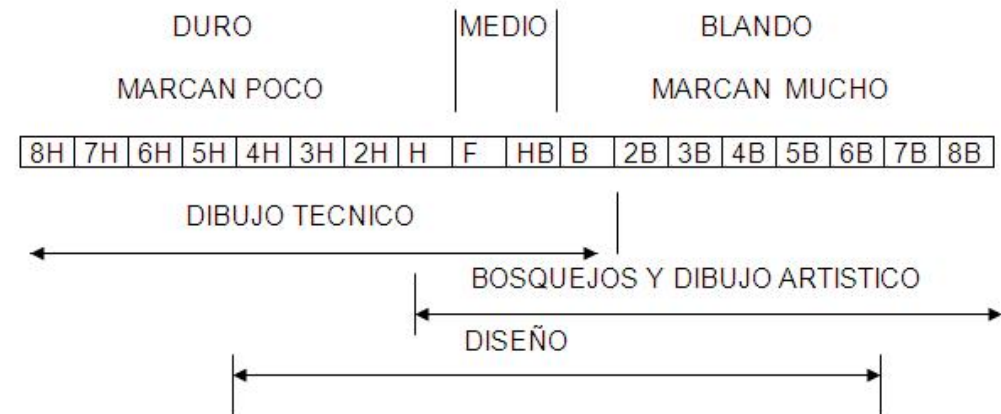 DURO MEDIO BLANDO
MARCAN POCO MARCAN MUCHO
8H 7H 6H 5H 4H 3H 2H H F HB B 2B 3B 4B 5B 6B 7B 8B
DIBUJO TECNICO
BOSQUEJOS Y DIBUJO ARTISTICO
DISEÑO